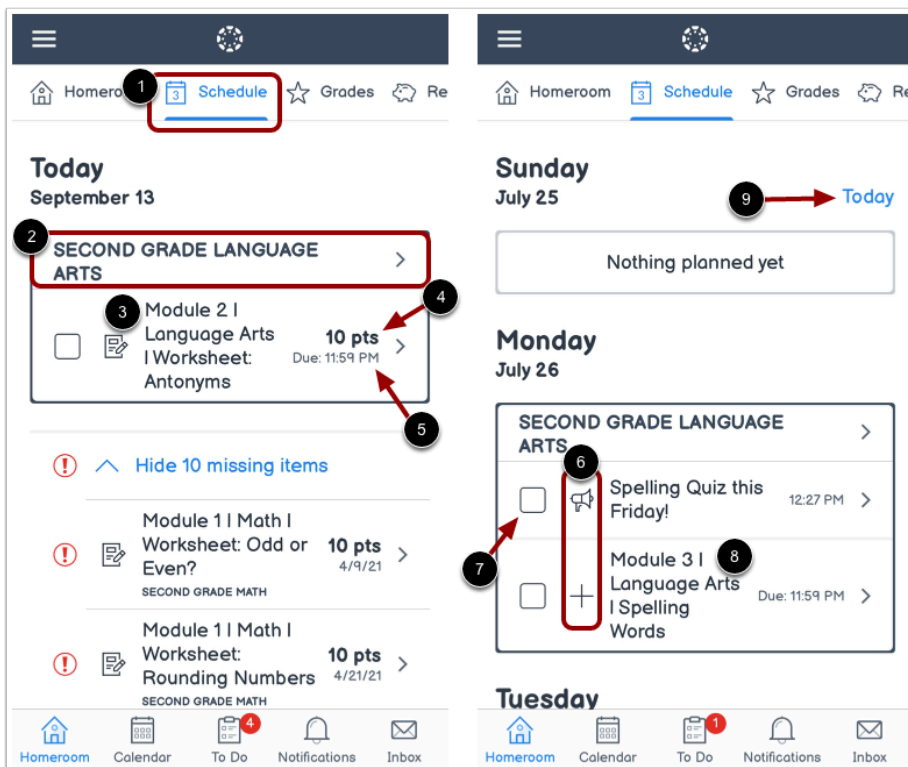 1
Homeroo
3
Schedule
Grades
Re
Today
September 13
2
SECOND GRADE LANGUAGE
ARTS
3
Module 2 |
Language Arts
| Worksheet:
Antonyms
4
10 pts
Due: 11:59 PM
5
Hide 10 missing items
Module 1 | Math |
Worksheet: Odd or
Even?
SECOND GRADE MATH
10 pts
4/9/21
Module 1 | Math |
Worksheet:
Rounding Numbers
SECOND GRADE MATH
10 pts
4/21/21
4
Homeroom
Calendar
To Do
Notifications
Inbox
Homeroom
3
Schedule
Grades
Re
Sunday
July 25
9
Today
Nothing planned yet
Monday
July 26
SECOND GRADE LANGUAGE
ARTS
6
Spelling Quiz this
Friday!
12:27 PM
7
Module 3 |
Language Arts
| Spelling
Words
8
Due: 11:59 PM
Tuesday
1
Homeroom
Calendar
To Do
Notifications
Inbox